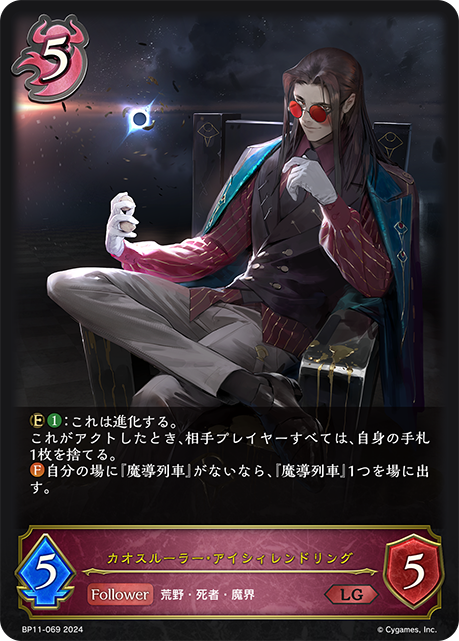 5
E 1:これは進化する。
これがアクトしたとき、相手プレイヤーすべては、自身の手札
1枚を捨てる。
F 自分の場に『魔導列車』がないなら、『魔導列車』1つを場に出
す。
カオスルーラー・アイシィレンドリング
5
Follower 荒野・死者・魔界
LG
5
BP11-069 2024
© Cygames, Inc.